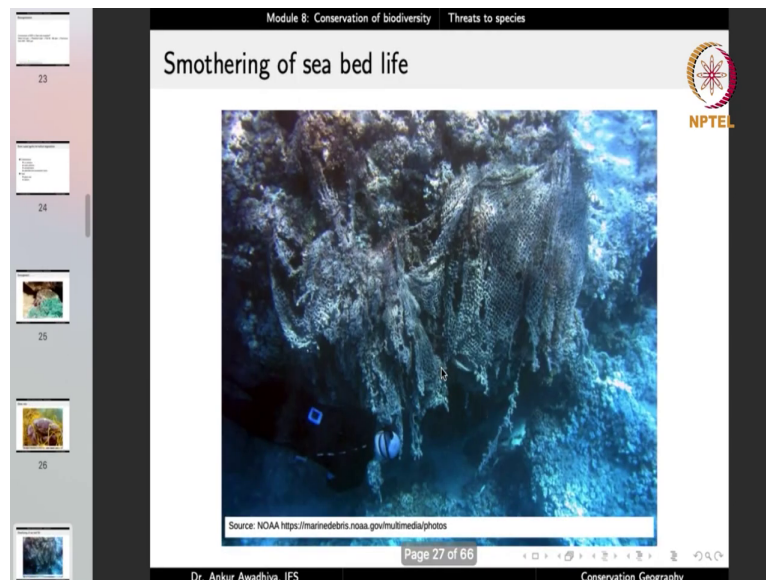 Module 8: Conservation of biodiversity Threats to species
Smothering of sea bed life
NPTEL
23
24
25
26
Source: NOAA https://marinedebris.noaa.gov/multimedia/photos
Page 27 of 66
Dr. Ankur Awadhiya, IFS Conservation Geography